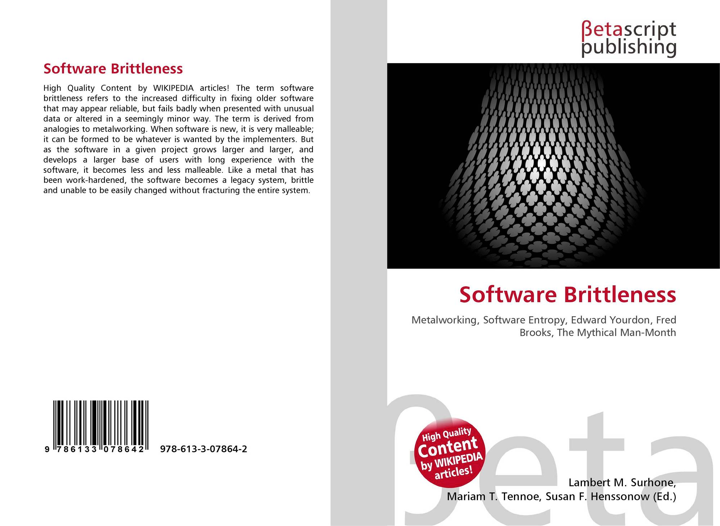 Software Brittleness
High Quality Content by WIKIPEDIA articles! The term software
brittleness refers to the increased difficulty in fixing older software
that may appear reliable, but fails badly when presented with unusual
data or altered in a seemingly minor way. The term is derived from
analogies to metalworking. When software is new, it is very malleable;
it can be formed to be whatever is wanted by the implementers. But
as the software in a given project grows larger and larger, and
develops a larger base of users with long experience with the
software, it becomes less and less malleable. Like a metal that has
been work-hardened, the software becomes a legacy system, brittle
and unable to be easily changed without fracturing the entire system.
9 786133 078642
978-613-3-07864-2
βetascript
publishing
Software Brittleness
Metalworking, Software Entropy, Edward Yourdon, Fred
Brooks, The Mythical Man-Month
βeta
High Quality
Content
by WIKIPEDIA
articles!
Lambert M. Surhone,
Mariam T. Tennoe, Susan F. Henssonow (Ed.)